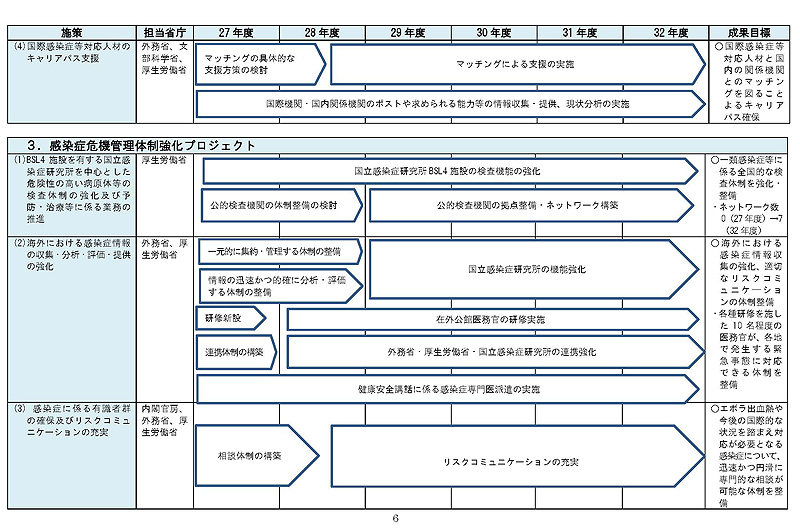 施策 担当省庁 27年度 28年度 29年度 30年度 31年度 32年度 成果目標
(4)国際感染症等対応人材の
キャリアパス支援
外務省、文
部科学省、
厚生労働省
マッチングの具体的な
支援方策の検討
マッチングによる支援の実施
国際機関・国内関係機関のポストや求められる能力等の情報収集・提供、現状分析の実施
○国際感染症等
対応人材と国
内の関係機関
とのマッチン
グを図ること
よるキャリア
パス確保
3．感染症危機管理体制強化プロジェクト
(1)BSL4 施設を有する国立感
染症研究所を中心とした
危険性の高い病原体等の
検査体制の強化及び予
防・治療等に係る業務の
推進
厚生労働省
国立感染症研究所BSL4 施設の検査機能の強化
公的検査機関の体制整備の検討
公的検査機関の拠点整備・ネットワーク構築
○一類感染症等に
係る全国的な検
査体制を強化・
整備
・ネットワーク数
0（27年度）→7
（32年度）
(2)海外における感染症情報
の収集・分析・評価・提供
の強化
外務省、厚
生労働省
一元的に集約・管理する体制の整備
情報の迅速かつ的確に分析・評価
する体制の整備
国立感染症研究所の機能強化
研修新設
在外公館医務官の研修実施
連携体制の構築
外務省・厚生労働省・国立感染症研究所の連携強化
健康安全講話に係る感染症専門医派遣の実施
○海外における
感染症情報収
集の強化、適切
なリスクコミ
ュニケーション
の体制整備
・各種研修を施し
た 10 名程度の
医務官が、各地
で発生する緊
急事態に対応
できる体制を
整備
(3) 感染症に係る有識者群
の確保及びリスクコミュ
ニケーションの充実
内閣官房、
外務省、厚
生労働省
相談体制の構築
リスクコミュニケーションの充実
○エボラ出血熱や
今後の国際的な
状況を踏まえ対
応が必要となる
感染症について、
迅速かつ円滑に
専門的な相談が
可能な体制を整
備
6